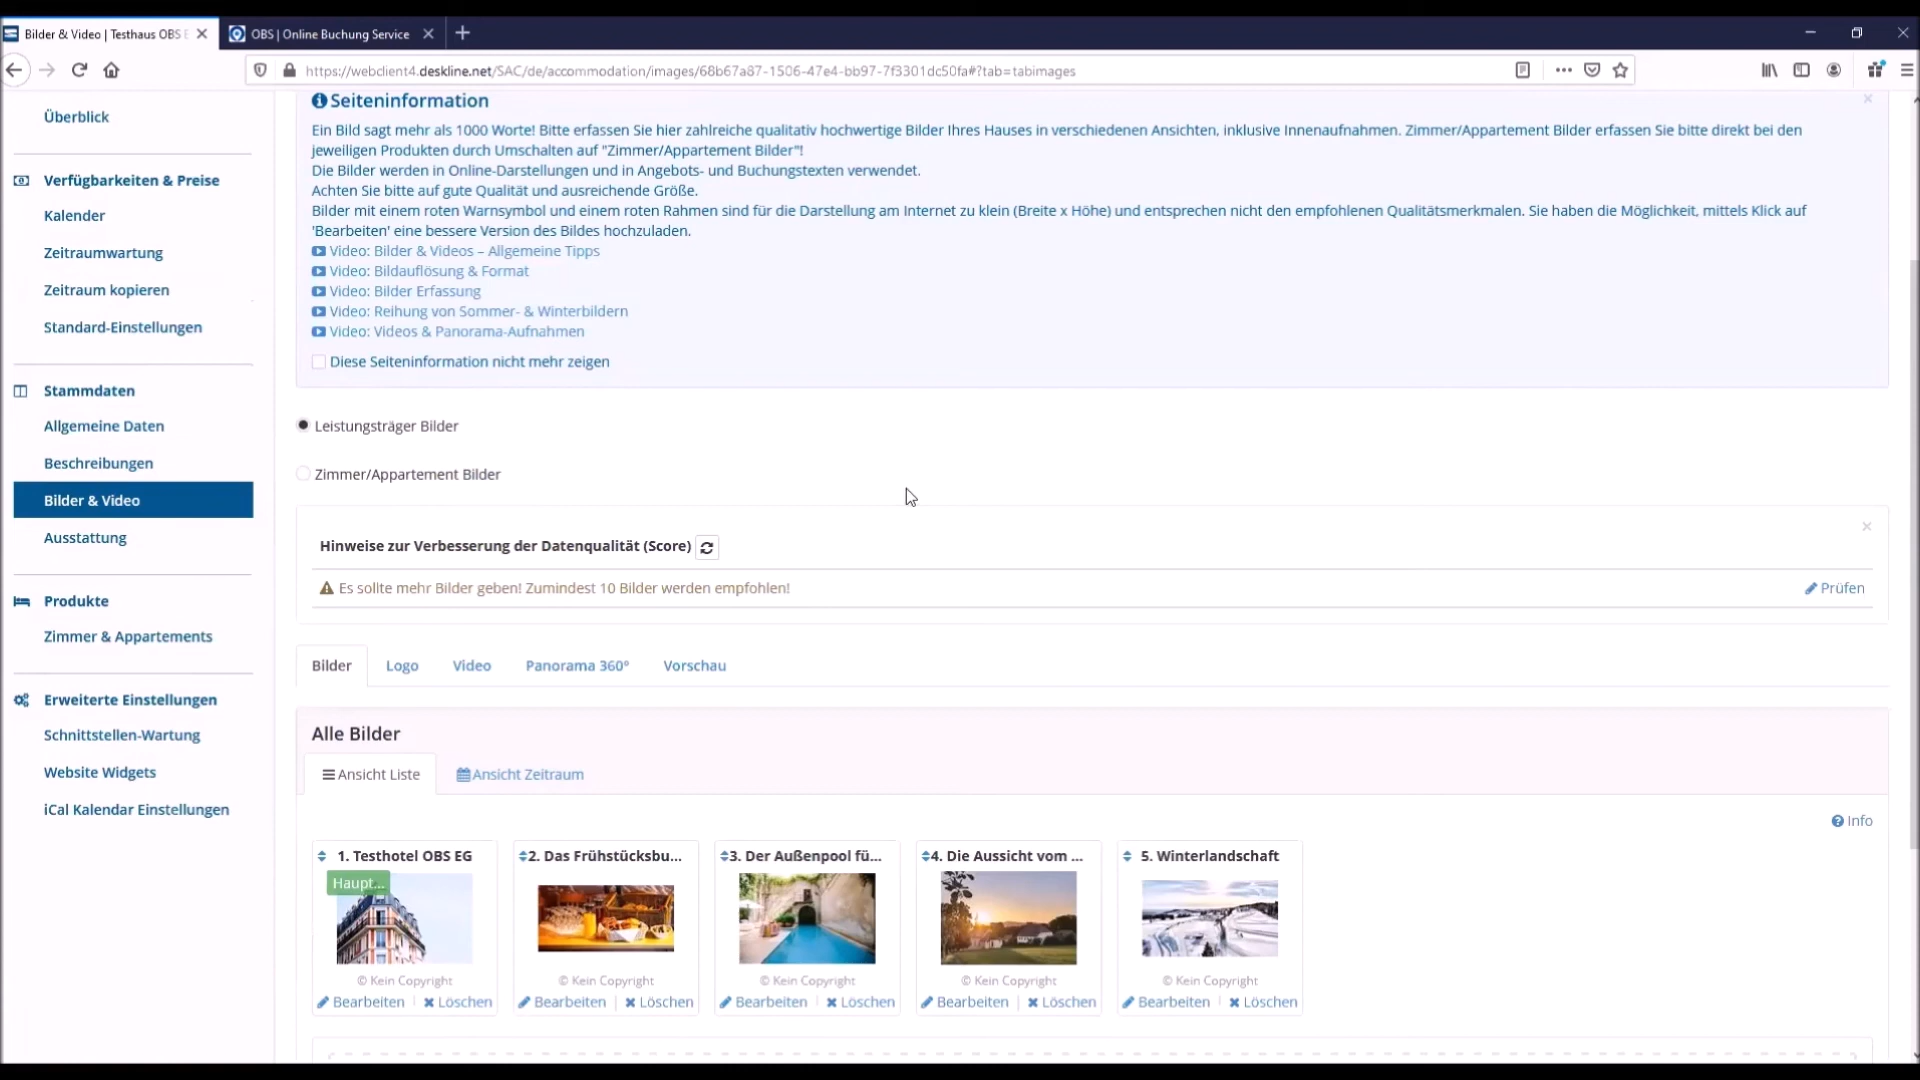 Bilder & Video | Testhaus OBS E
OBS | Online Buchung Service
https://webclient4.deskline.net/SAC/de/accommodation/images/68b67a87-1506-47e4-bb97-7f3301dc50fa#?tab=tabimages
Überblick
Verfügbarkeiten & Preise
Kalender
Zeitraumwartung
Zeitraum kopieren
Standard-Einstellungen
Stammdaten
Allgemeine Daten
Beschreibungen
Bilder & Video
Ausstattung
Produkte
Zimmer & Appartements
Erweiterte Einstellungen
Schnittstellen-Wartung
Website Widgets
iCal Kalendar Einstellungen
Seiteninformation
Ein Bild sagt mehr als 1000 Worte! Bitte erfassen Sie hier zahlreiche qualitativ hochwertige Bilder Ihres Hauses in verschiedenen Ansichten, inklusive Innenaufnahmen. Zimmer/Appartement Bilder erfassen Sie bitte direkt bei den
jeweiligen Produkten durch Umschalten auf "Zimmer/Appartement Bilder"!
Die Bilder werden in Online-Darstellungen und in Angebots- und Buchungstexten verwendet.
Achten Sie bitte auf gute Qualität und ausreichende Größe.
Bilder mit einem roten Warnsymbol und einem roten Rahmen sind für die Darstellung am Internet zu klein (Breite x Höhe) und entsprechen nicht den empfohlenen Qualitätsmerkmalen. Sie haben die Möglichkeit, mittels Klick auf
'Bearbeiten' eine bessere Version des Bildes hochzuladen.
Video: Bilder & Videos – Allgemeine Tipps
Video: Bildauflösung & Format
Video: Bilder Erfassung
Video: Reihung von Sommer- & Winterbildern
Video: Videos & Panorama-Aufnahmen
Diese Seiteninformation nicht mehr zeigen
Leistungsträger Bilder
Zimmer/Appartement Bilder
Hinweise zur Verbesserung der Datenqualität (Score)
Es sollte mehr Bilder geben! Zumindest 10 Bilder werden empfohlen! Prüfen
Bilder Logo Video Panorama 360° Vorschau
Alle Bilder
Ansicht Liste Ansicht Zeitraum
Info
1. Testhotel OBS EG 2. Das Frühstücksbu... 3. Der Außenpool fü... 4. Die Aussicht vom ... 5. Winterlandschaft
Haupt...
© Kein Copyright © Kein Copyright © Kein Copyright © Kein Copyright © Kein Copyright
Bearbeiten | Löschen Bearbeiten | Löschen Bearbeiten | Löschen Bearbeiten | Löschen Bearbeiten | Löschen